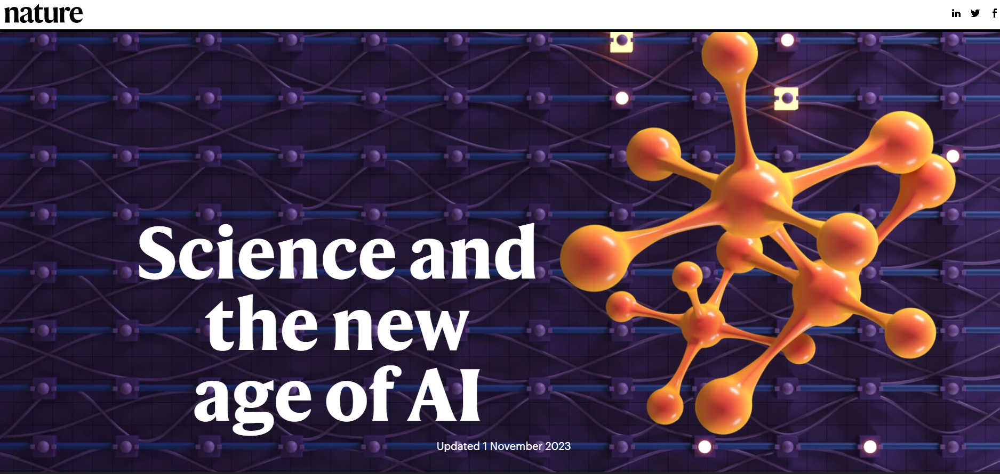 nature
Science and
the new
age of AI
Updated 1 November 2023